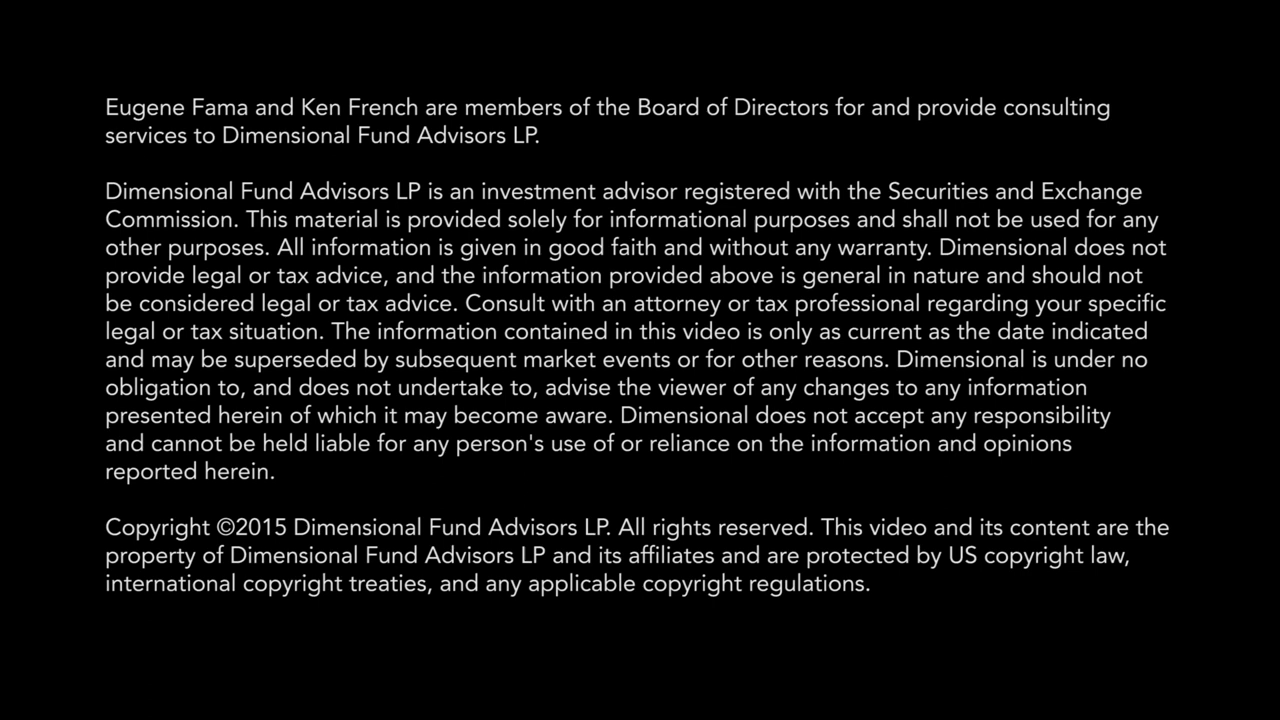 Eugene Fama and Ken French are members of the Board of Directors for and provide consulting
services to Dimensional Fund Advisors LP.
Dimensional Fund Advisors LP is an investment advisor registered with the Securities and Exchange
Commission. This material is provided solely for informational purposes and shall not be used for any
other purposes. All information is given in good faith and without any warranty. Dimensional does not
provide legal or tax advice, and the information provided above is general in nature and should not
be considered legal or tax advice. Consult with an attorney or tax professional regarding your specific
legal or tax situation. The information contained in this video is only as current as the date indicated
and may be superseded by subsequent market events or for other reasons. Dimensional is under no
obligation to, and does not undertake to, advise the viewer of any changes to any information
presented herein of which it may become aware. Dimensional does not accept any responsibility
and cannot be held liable for any person's use of or reliance on the information and opinions
reported herein.
Copyright ©2015 Dimensional Fund Advisors LP. All rights reserved. This video and its content are the
property of Dimensional Fund Advisors LP and its affiliates and are protected by US copyright law,
international copyright treaties, and any applicable copyright regulations.